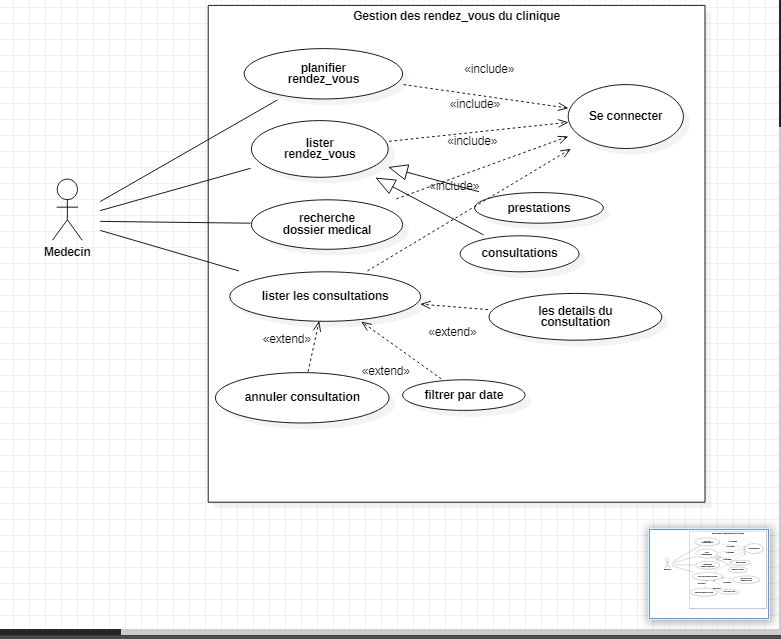 Gestion des rendez_vous du clinique
planifier
rendez_vous
«include»
«include»
Se connecter
lister
rendez_vous
«include»
«include»
prestations
recherche
dossier medical
Medecin
consultations
lister les consultations
les details du
consultation
«extend»
«extend»
«extend»
annuler consultation
filtrer par date